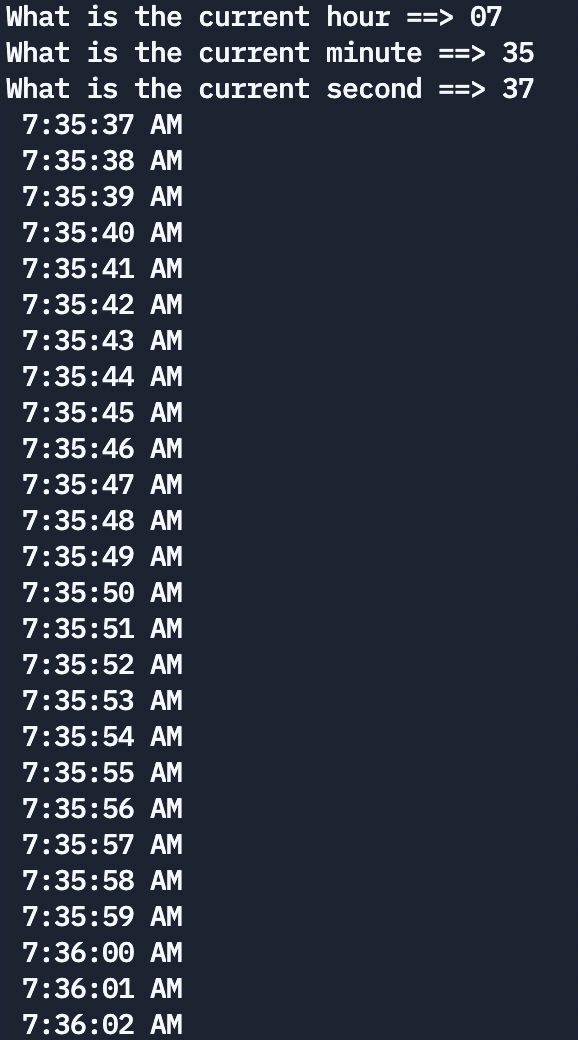 What is the current hour ==> 07
What is the current minute ==> 35
What is the current second ==> 37
7:35:37 AM
7:35:38 AM
7:35:39 AM
7:35:40 AM
7:35:41 AM
7:35:42 AM
7:35:43 AM
7:35:44 AM
7:35:45 AM
7:35:46 AM
7:35:47 AM
7:35:48 AM
7:35:49 AM
7:35:50 AM
7:35:51 AM
7:35:52 AM
7:35:53 AM
7:35:54 AM
7:35:55 AM
7:35:56 AM
7:35:57 AM
7:35:58 AM
7:35:59 AM
7:36:00 AM
7:36:01 AM
7:36:02 AM